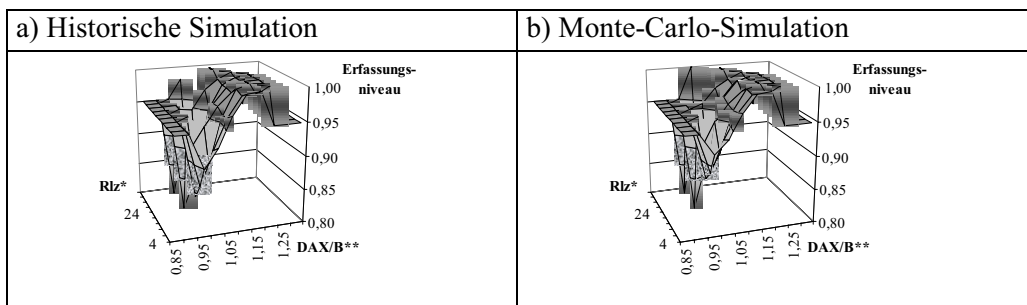 a) Historische Simulation
b) Monte-Carlo-Simulation
Erfassungs-
niveau
1,00
0,95
0,90
0,85
0,80
Rlz*
24
4
0,85
0,95
1,05
1,15
1,25
DAX/B**
Erfassungs-
niveau
1,00
0,95
0,90
0,85
0,80
Rlz*
24
4
0,85
0,95
1,05
1,15
1,25
DAX/B**